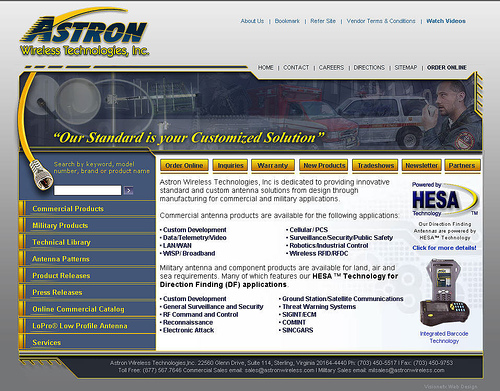 ASTRON
Wireless Technologies, Inc.
About Us | Bookmark | Refer Site | Vendor Terms & Conditions | Watch Videos
HOME | CONTACT | CAREERS | DIRECTIONS | SITEMAP | ORDER ONLINE
"Our Standard is your Customized Solution"
Search by keyword, model
number, brand or product name
>
Order Online
Inquiries
Warranty
New Products
Tradeshows
Newsletter
Partners
Commercial Products
Military Products
Technical Library
Antenna Patterns
Product Releases
Press Releases
Online Commercial Catalog
LoPro® Low Profile Antenna
Services
Astron Wireless Technologies, Inc is dedicated to providing innovative
standard and custom antenna solutions from design through
manufacturing for commercial and military applications.
Commercial antenna products are available for the following applications:
• Custom Development
• Data/Telemetry/Video
• LAN/WAN
• WISP/ Broadband
• Cellular/ PCS
• Surveillance/Security/Public Safety
• Robotics/Industrial Control
• Wireless RFID/RFDC
Military antenna and component products are available for land, air and
sea requirements. Many of which features our HESA ™ Technology for
Direction Finding (DF) applications.
• Custom Development
• General Surveillance and Security
• RF Command and Control
• Reconnaissance
• Electronic Attack
• Ground Station/Satellite Communications
• Threat Warning Systems
• SIGINT/ECM
• COMINT
• SINCGARS
Powered by
HESA
Technology TM
Our Direction Finding
Antennas are powered by
HESA™ Technology
Click for more details!
Integrated Barcode
Technology
Astron Wireless Technologies,Inc. 22560 Glenn Drive, Suite 114, Sterling, Virginia 20164-4440 Ph: (703) 450-5517 I Fax: (703) 450-9753
Toll Free: (877) 567.7646 Commercial Sales email: sales@astronwireless.com I Military Sales email: milsales@astronwireless.com